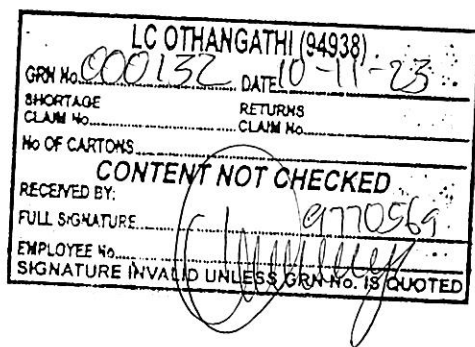 LC OTHANGATHI (94938)
GRN No. 000132 DATE 10-11-23
SHORTAGE RETURNS
CLAIM No. CLAIM No.
No OF CARTONS
CONTENT NOT CHECKED
RECEIVED BY:
FULL SIGNATURE 9770569
EMPLOYEE No.
SIGNATURE INVALID UNLESS GRN No. IS QUOTED